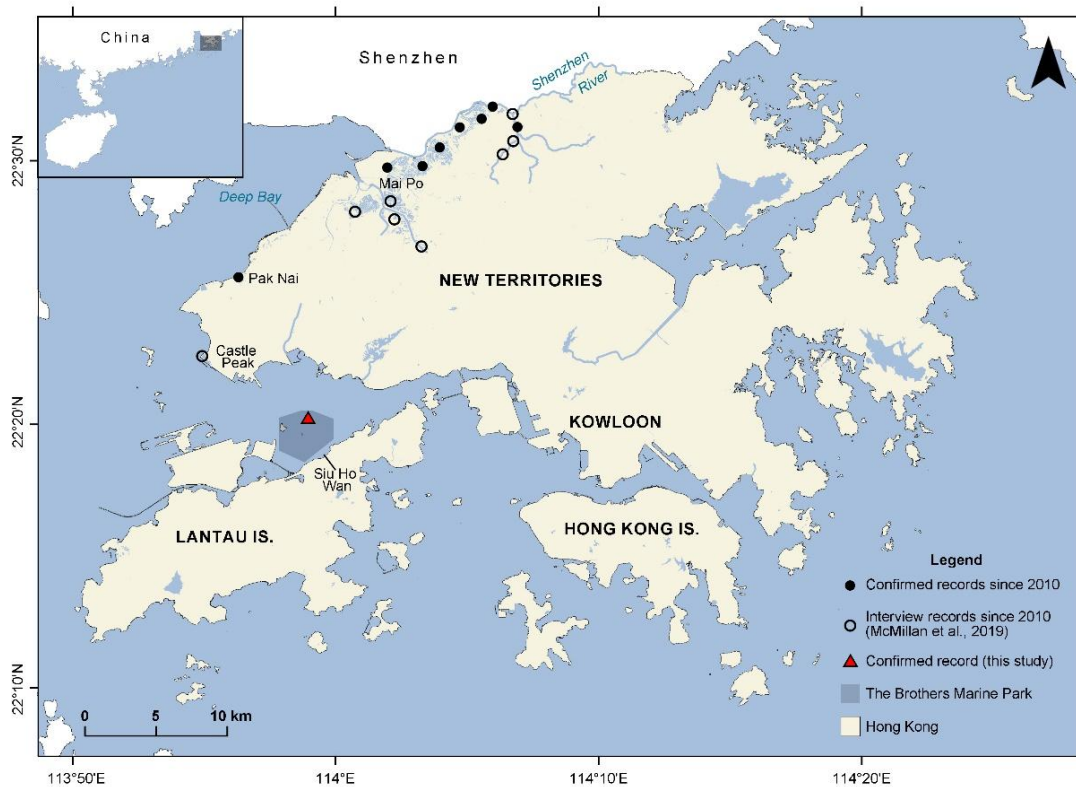 China
Shenzhen
Shenzhen
River
22°30'N
Mai Po
Deep Bay
Pak Nai
NEW TERRITORIES
Castle
Peak
22°20'N
KOWLOON
Siu Ho
Wan
LANTAU IS.
HONG KONG IS.
Legend
Confirmed records since 2010
Interview records since 2010
(McMillan et al., 2019)
Confirmed record (this study)
The Brothers Marine Park
Hong Kong
22°10'N
0 5 10 km
113°50'E 114°E 114°10'E 114°20'E